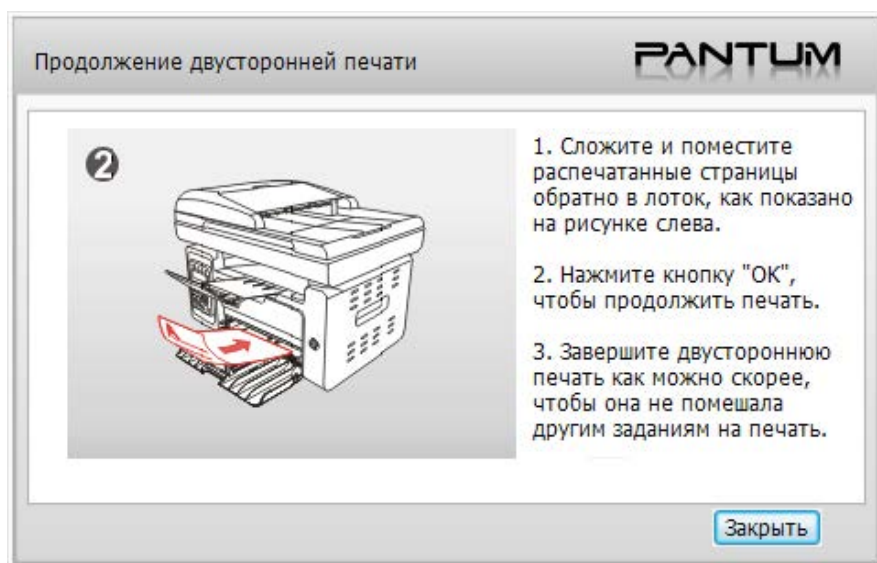 Продолжение двусторонней печати
PANTUM
2
1. Сложите и поместите
распечатанные страницы
обратно в лоток, как показано
на рисунке слева.
2. Нажмите кнопку "ОК",
чтобы продолжить печать.
3. Завершите двустороннюю
печать как можно скорее,
чтобы она не помешала
другим заданиям на печать.
Закрыть